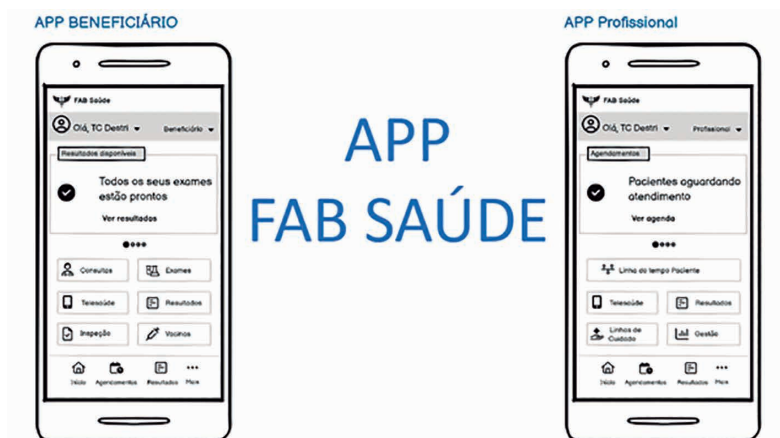 APP BENEFICIÁRIO
FAB Saúde
Olá, TC Destri
Beneficiário
Resultados disponíveis
Todos os seus exames
estão prontos
Ver resultados
Consultas
Exames
Telesaúde
Resultados
Inspeção
Vacinas
Início
Agendamentos
Resultados
Mais
APP
FAB SAÚDE
APP Profissional
FAB Saúde
Olá, TC Destri
Profissional
Agendamentos
Pacientes aguardando
atendimento
Ver agenda
Linha do tempo Paciente
Telesaúde
Resultados
Linhas de
Cuidado
Gestão
Início
Agendamentos
Resultados
Mais